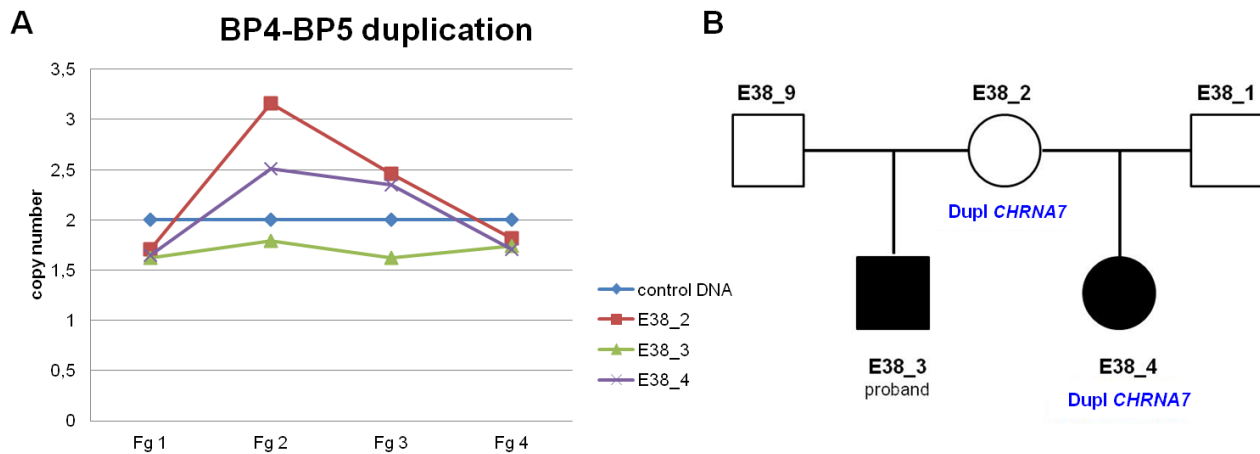 A
BP4-BP5 duplication
copy number
3,5
3
2,5
2
1,5
1
0,5
0
Fg 1 Fg 2 Fg 3 Fg 4
control DNA
E38_2
E38_3
E38_4
B
E38_9 E38_2 E38_1
Dupl CHRNA7
E38_3 E38_4
proband
Dupl CHRNA7